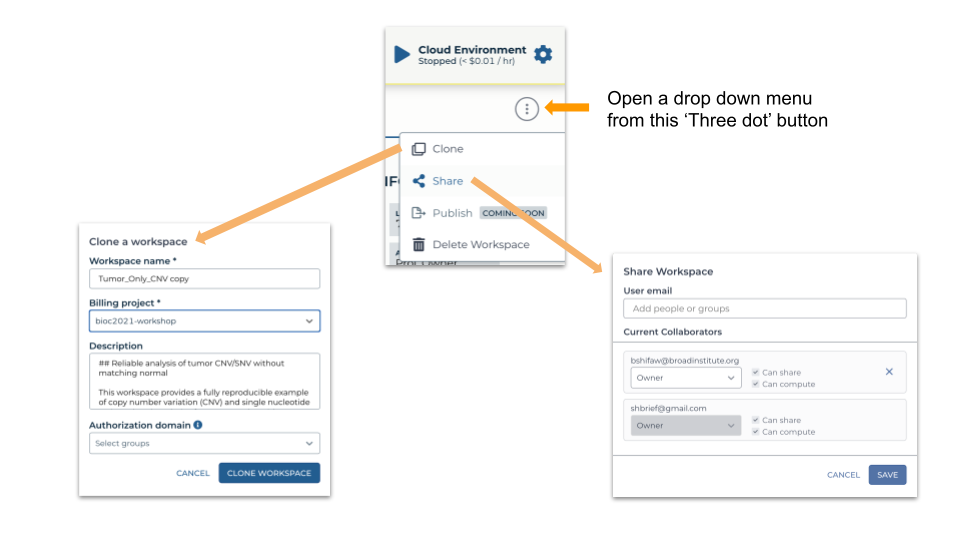 Cloud Environment
Stopped (< $0.01 / hr)
Open a drop down menu
from this ‘Three dot’ button
Clone
Share
Publish COMING SOON
Delete Workspace
Clone a workspace
Workspace name *
Tumor_Only_CNV copy
Billing project *
bioc2021-workshop
Description
## Reliable analysis of tumor CNV/SNV without
matching normal
This workspace provides a fully reproducible example
of copy number variation (CNV) and single nucleotide
Authorization domain
Select groups
CANCEL CLONE WORKSPACE
Share Workspace
User email
Add people or groups
Current Collaborators
bshifaw@broadinstitute.org
Owner
Can share
Can compute
shbrief@gmail.com
Owner
Can share
Can compute
CANCEL SAVE